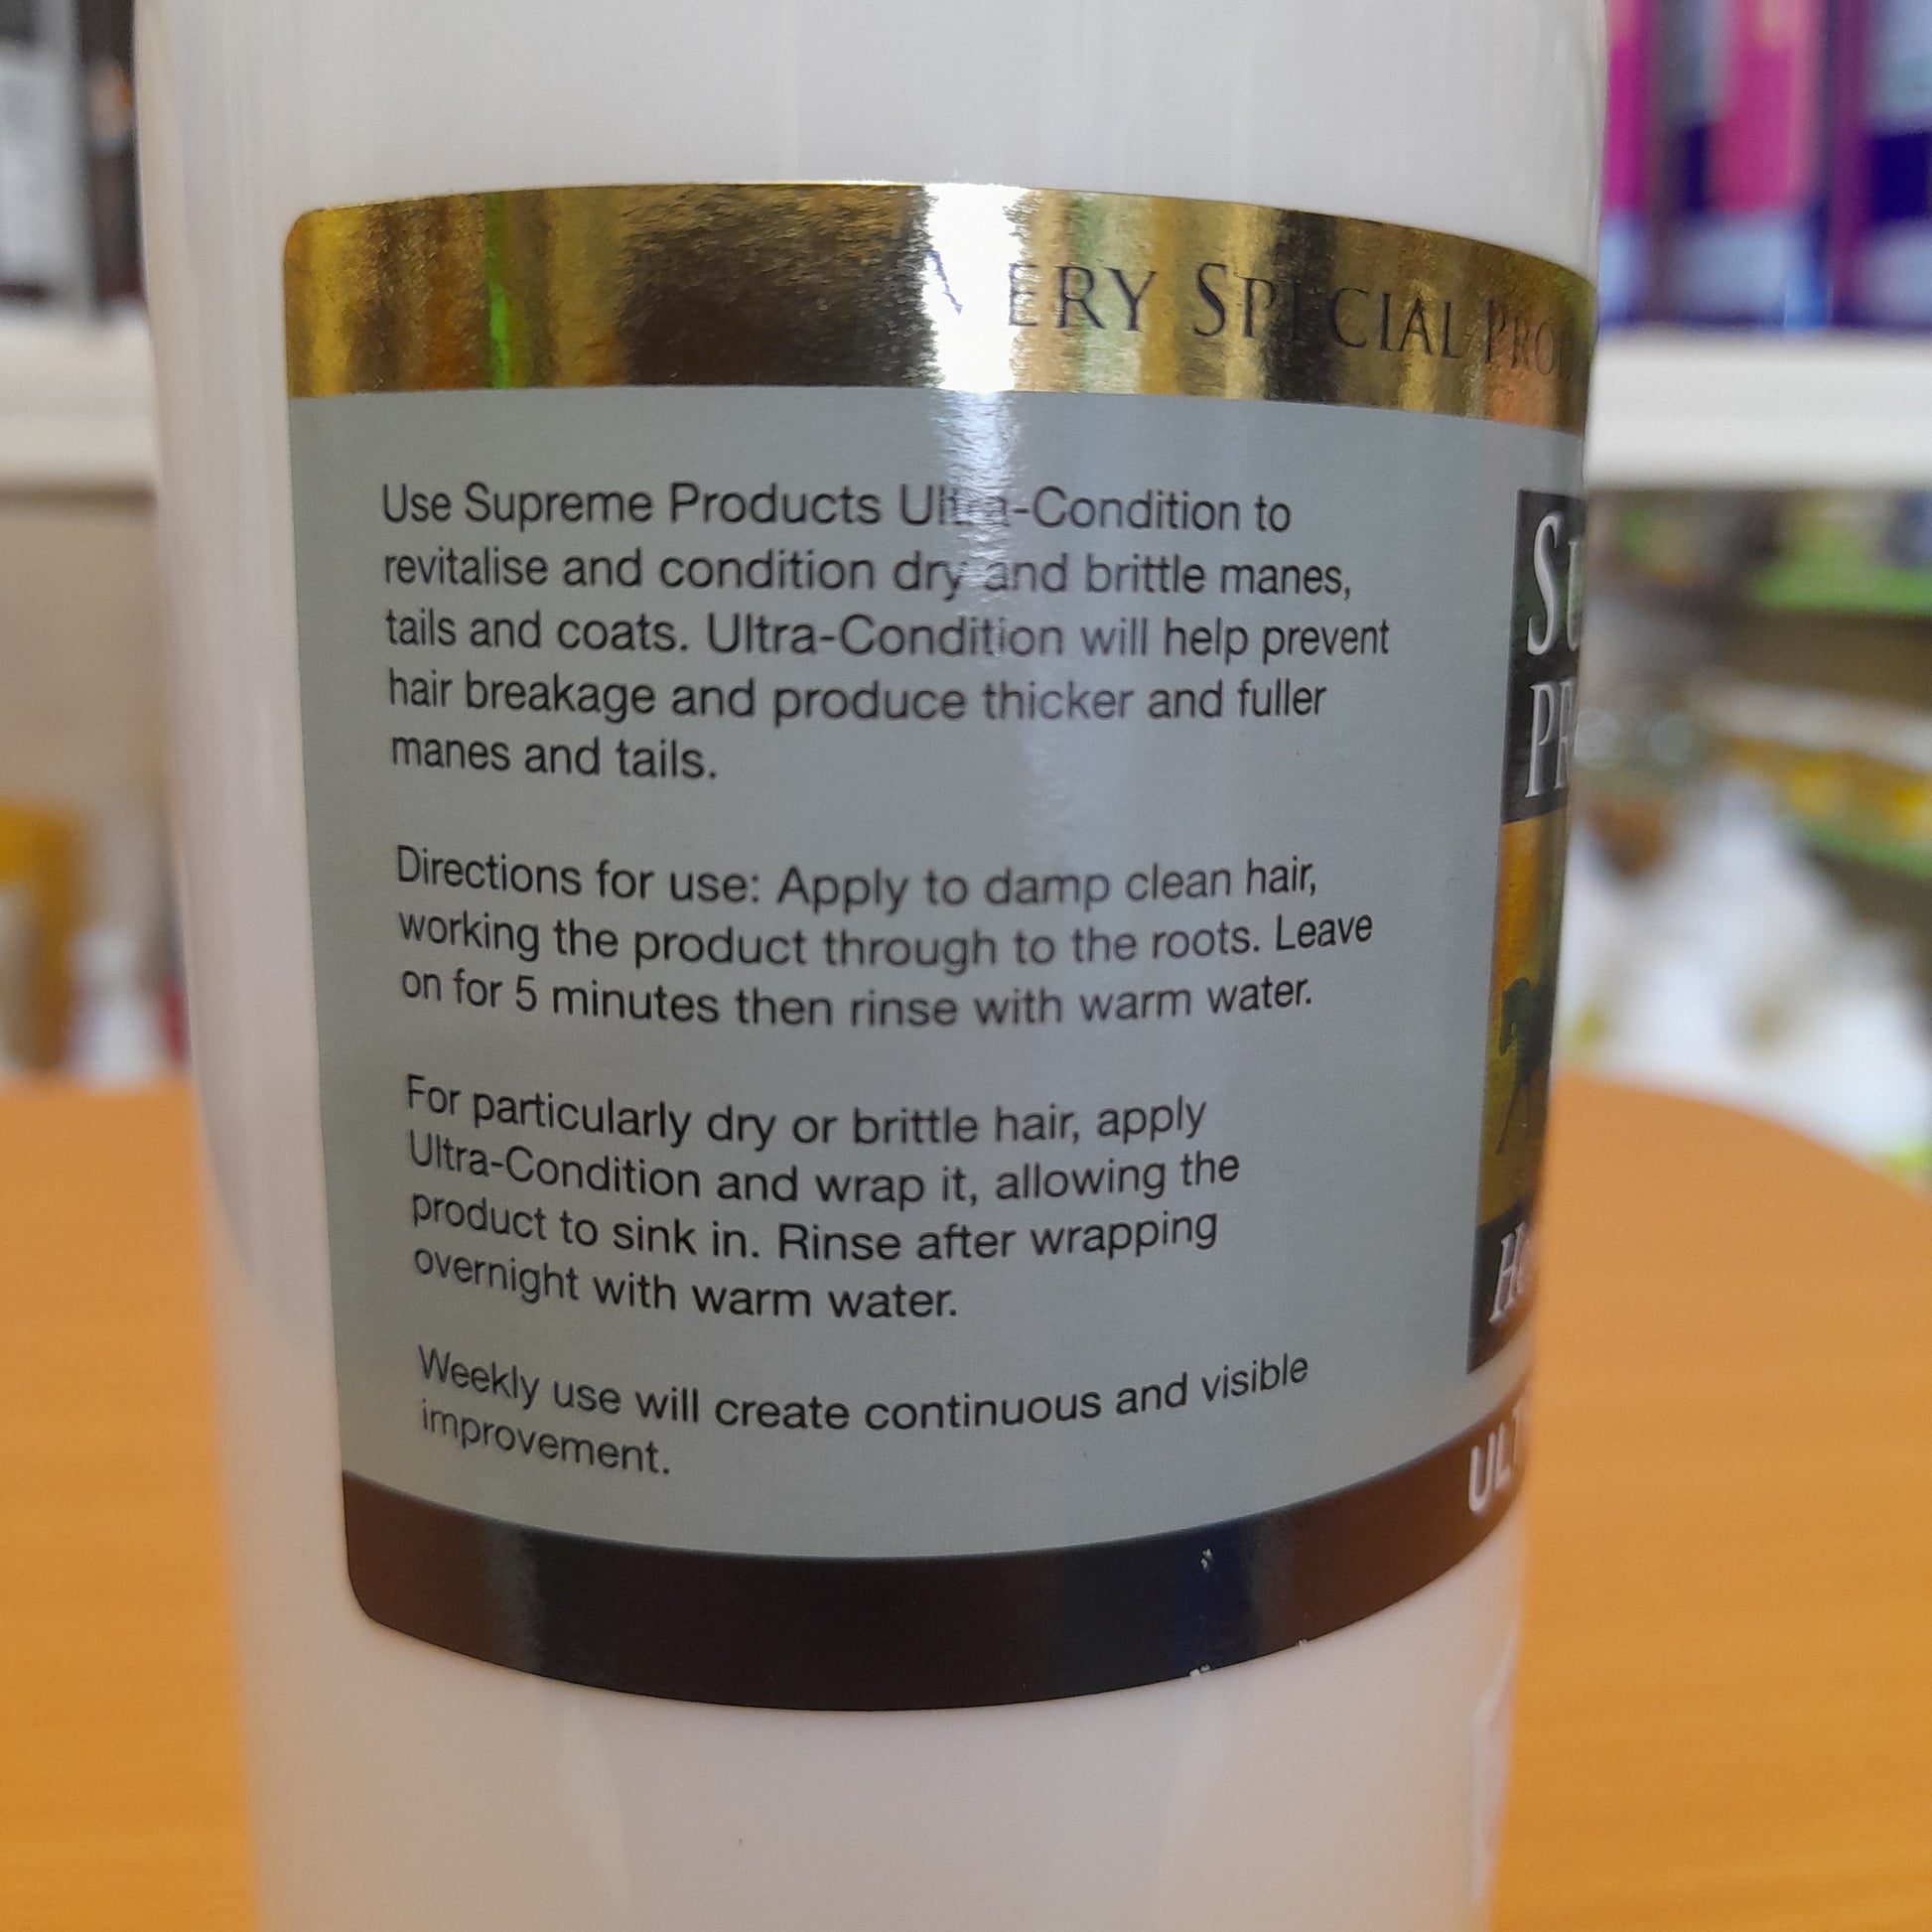 VERY SPECIAL
Use Supreme Products Ultra-Condition to
revitalise and condition dry and brittle manes,
tails and coats. Ultra-Condition will help prevent
hair breakage and produce thicker and fuller
manes and tails.
Directions for use: Apply to damp clean hair,
working the product through to the roots. Leave
on for 5 minutes then rinse with warm water.
For particularly dry or brittle hair, apply
Ultra-Condition and wrap it, allowing the
product to sink in. Rinse after wrapping
overnight with warm water.
Weekly use will create continuous and visible
improvement.